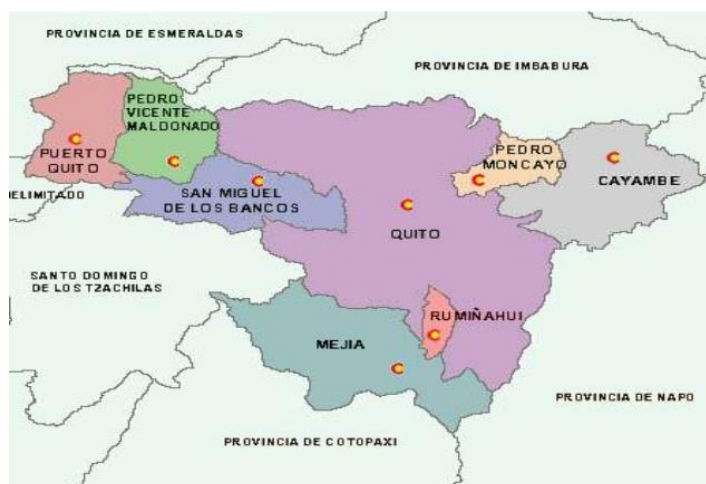 PROVINCIA DE ESMERALDAS
PROVINCIA DE IMBABURA
PEDRO
VICENTE
MALDONADO
PUERTO
QUITO
PEDRO
MONCAYO
CAYAMBE
DELIMITADO
SAN MIGUEL
DE LOS BANCOS
QUITO
SANTO DOMINGO
DE LOS TZACHILAS
RUMIÑAHUI
MEJIA
PROVINCIA DE NAPO
PROVINCIA DE COTOPAXI